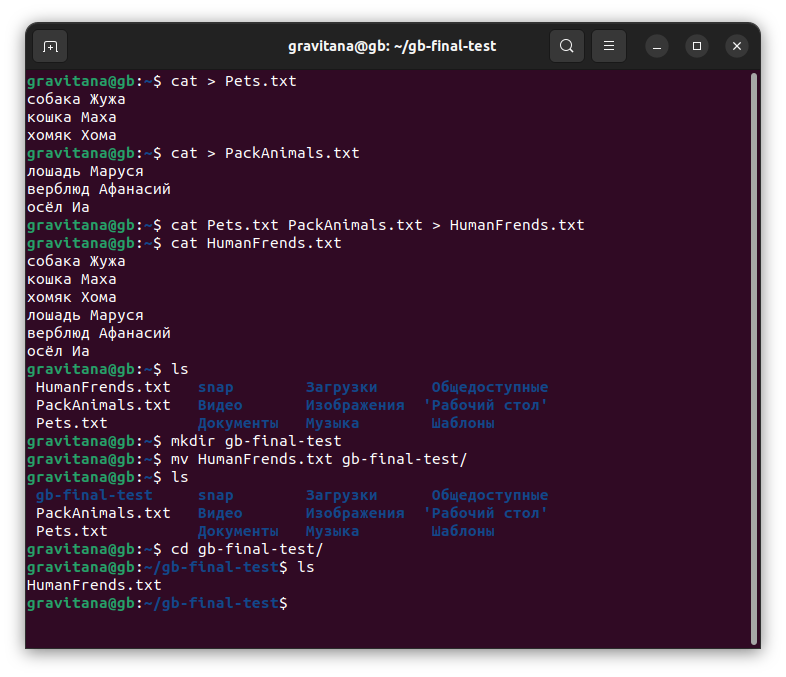 gravitana@gb: ~/gb-final-test
gravitana@gb:~$ cat > Pets.txt
собака Жужа
кошка Маха
хомяк Хома
gravitana@gb:~$ cat > PackAnimals.txt
лошадь Маруся
верблюд Афанасий
осёл Иа
gravitana@gb:~$ cat Pets.txt PackAnimals.txt > HumanFrends.txt
gravitana@gb:~$ cat HumanFrends.txt
собака Жужа
кошка Маха
хомяк Хома
лошадь Маруся
верблюд Афанасий
осёл Иа
gravitana@gb:~$ ls
HumanFrends.txt snap Загрузки Общедоступные
PackAnimals.txt Видео Изображения 'Рабочий стол'
Pets.txt Документы Музыка Шаблоны
gravitana@gb:~$ mkdir gb-final-test
gravitana@gb:~$ mv HumanFrends.txt gb-final-test/
gravitana@gb:~$ ls
gb-final-test snap Загрузки Общедоступные
PackAnimals.txt Видео Изображения 'Рабочий стол'
Pets.txt Документы Музыка Шаблоны
gravitana@gb:~$ cd gb-final-test/
gravitana@gb:~/gb-final-test$ ls
HumanFrends.txt
gravitana@gb:~/gb-final-test$